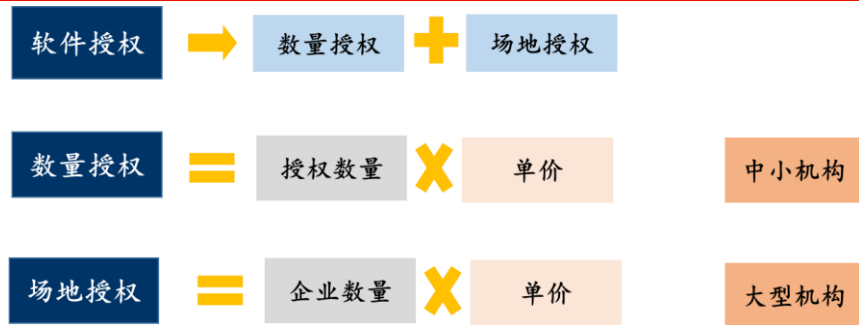 软件授权 数量授权 场地授权
数量授权 授权数量 单价 中小机构
场地授权 企业数量 单价 大型机构